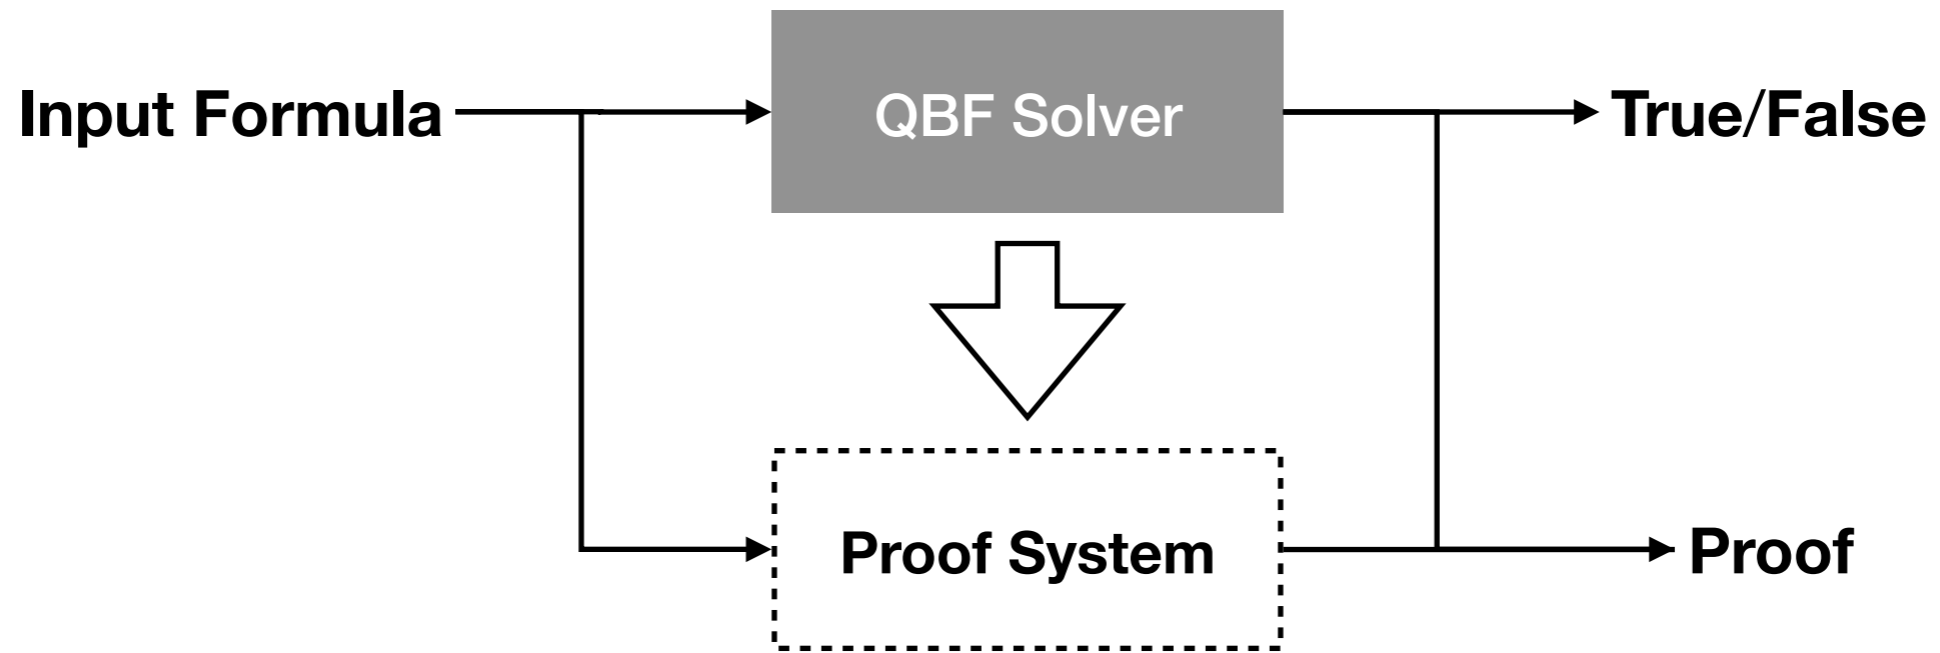 Input Formula
QBF Solver
True/False
Proof System
Proof